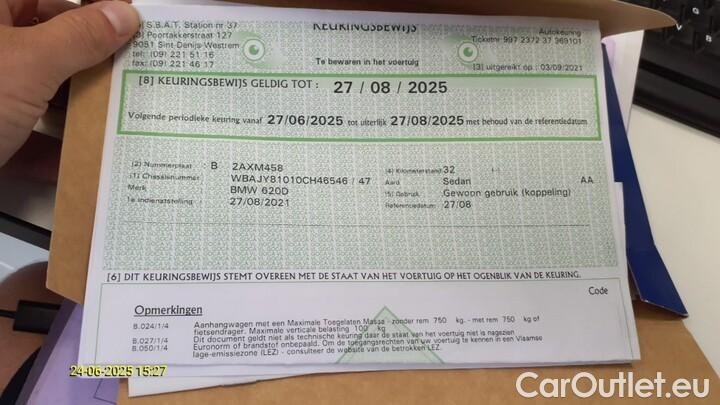 S.B.A.T. Station nr 37
Poortakkerstraat 127
9051 Sint-Denijs-Westrem
tel: (09) 221 51 16
fax: (09) 221 46 17
KEURINGSBEWIJS
Te bewaren in het voertuig
Autokeuring
Ticketnr 997 2372 37 369101
[3] uitgereikt op : 03/09/2021
[8] KEURINGSBEWIJS GELDIG TOT : 27 / 08 / 2025
Volgende periodieke keuring vanaf 27/06/2025 tot uiterlijk 27/08/2025 met behoud van de referentiedatum
[2] Nummerplaat : B 2AXM458
[1] Chassisnummer : WBAJY81010CH46546 / 47
Merk : BMW 620D
1e indienststelling : 27/08/2021
[4] Kilometerstand : 32 (--)
Aard : Sedan AA
[5] Gebruik : Gewoon gebruik (koppeling)
Referentiedatum : 27/08
[6] DIT KEURINGSBEWIJS STEMT OVEREEN MET DE STAAT VAN HET VOERTUIG OP HET OGENBLIK VAN DE KEURING.
Code
Opmerkingen
B.024/1/4 Aanhangwagen met een Maximale Toegelaten Massa - zonder rem 750 kg. - met rem 750 kg of
fietsendrager. Maximale verticale belasting 100 kg
B.027/1/4 Dit document geldt niet als technische keuring daar de staat van het voertuig niet is nagezien
B.050/1/4 Euronorm of brandstof onbepaald. Om de toegangsrechten van uw voertuig te kennen in een Vlaamse
lage-emissiezone (LEZ) - consulteer de website van de betrokken LEZ.
24-06-2025 15:27
CarOutlet.eu